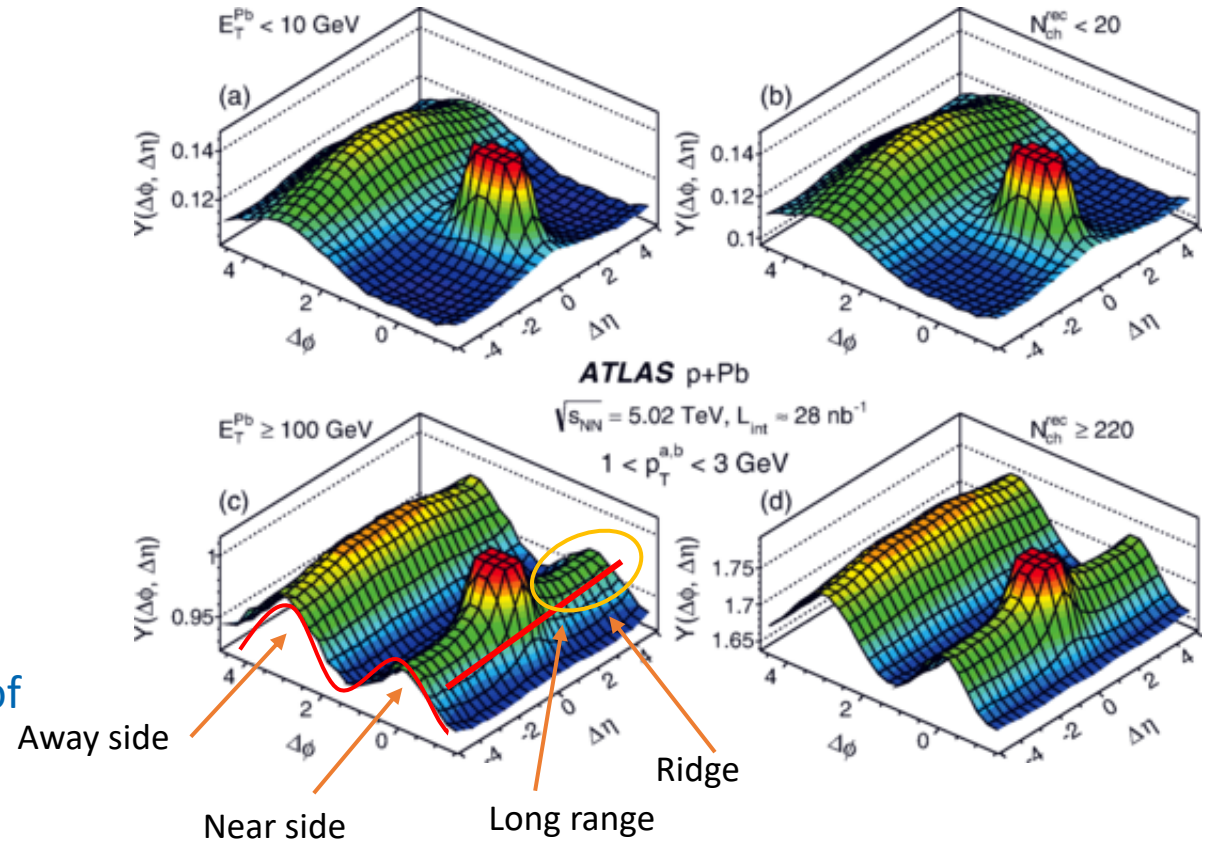 E_T^Pb < 10 GeV
(a)
0.14
0.12
Y(Δϕ, Δη)
4
2
0
Δϕ
-4
-2
0
2
4
Δη
N_ch^rec < 20
(b)
0.14
0.12
0.1
Y(Δϕ, Δη)
4
2
0
Δϕ
-4
-2
0
2
4
Δη
ATLAS p+Pb
√s_NN = 5.02 TeV, L_int ≈ 28 nb⁻¹
1 < p_T^a,b < 3 GeV
E_T^Pb ≥ 100 GeV
(c)
1
0.95
Y(Δϕ, Δη)
4
2
0
Δϕ
-4
-2
0
2
4
Δη
N_ch^rec ≥ 220
(d)
1.75
1.7
1.65
Y(Δϕ, Δη)
4
2
0
Δϕ
-4
-2
0
2
4
Δη
of
Away side
Near side
Long range
Ridge